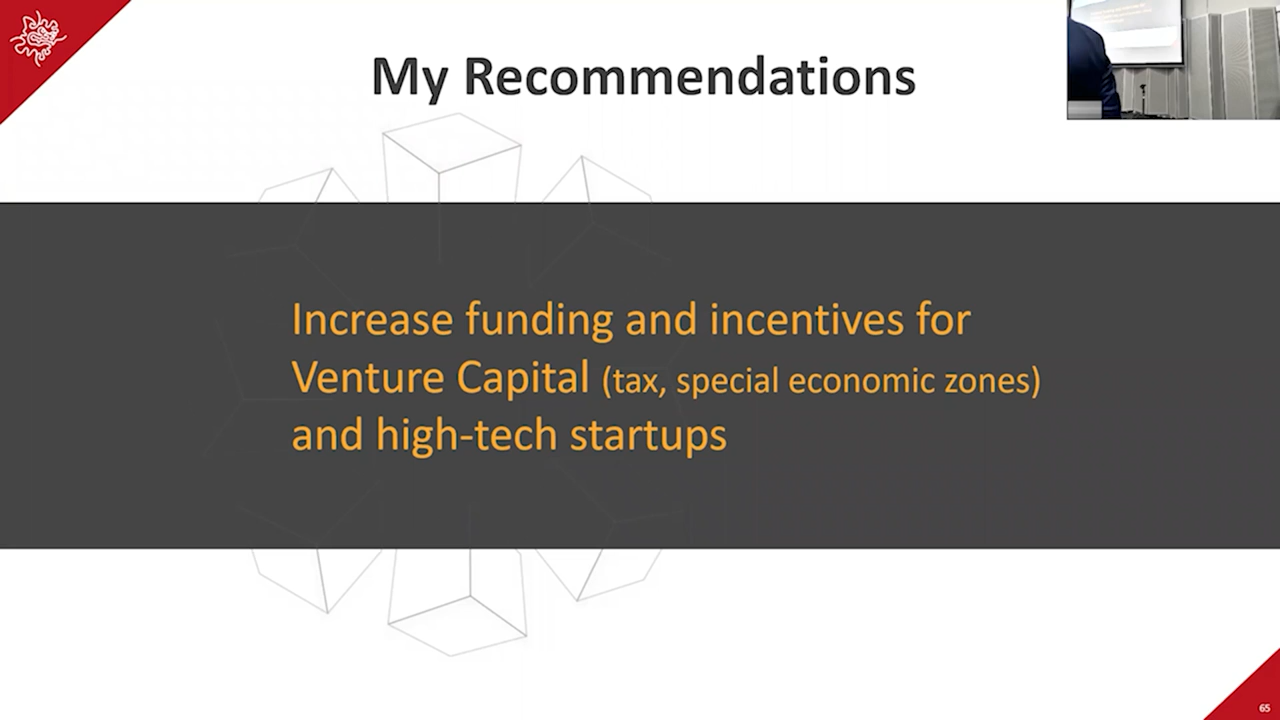 My Recommendations
Increase funding and incentives for
Venture Capital (tax, special economic zones)
and high-tech startups
65